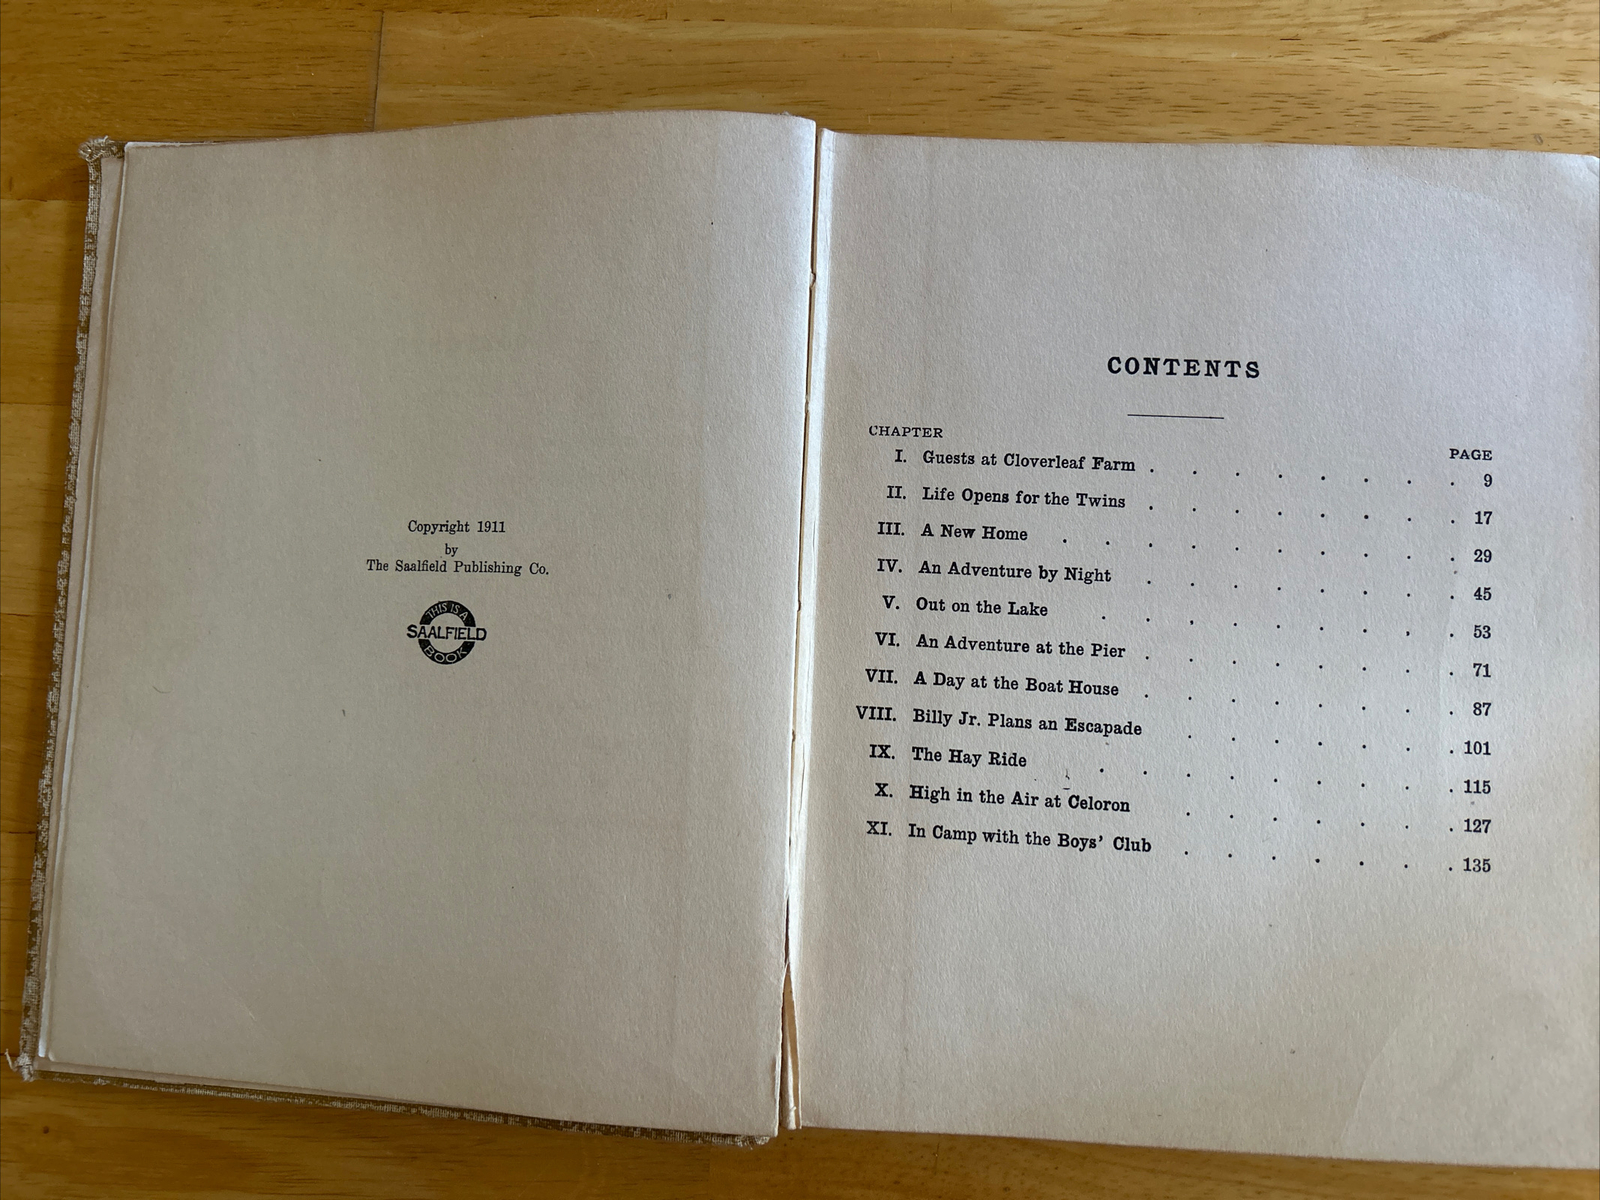 Copyright 1911
by
The Saalfield Publishing Co.
THIS IS A
SAALFIELD
BOOK
CONTENTS
CHAPTER PAGE
I. Guests at Cloverleaf Farm . . . . . . . . 9
II. Life Opens for the Twins . . . . . . . . 17
III. A New Home . . . . . . . . . . 29
IV. An Adventure by Night . . . . . . . . 45
V. Out on the Lake . . . . . . . . . 53
VI. An Adventure at the Pier . . . . . . . . 71
VII. A Day at the Boat House . . . . . . . . 87
VIII. Billy Jr. Plans an Escapade . . . . . . . 101
IX. The Hay Ride . . . . . . . . . 115
X. High in the Air at Celoron . . . . . . . 127
XI. In Camp with the Boys' Club . . . . . . . 135